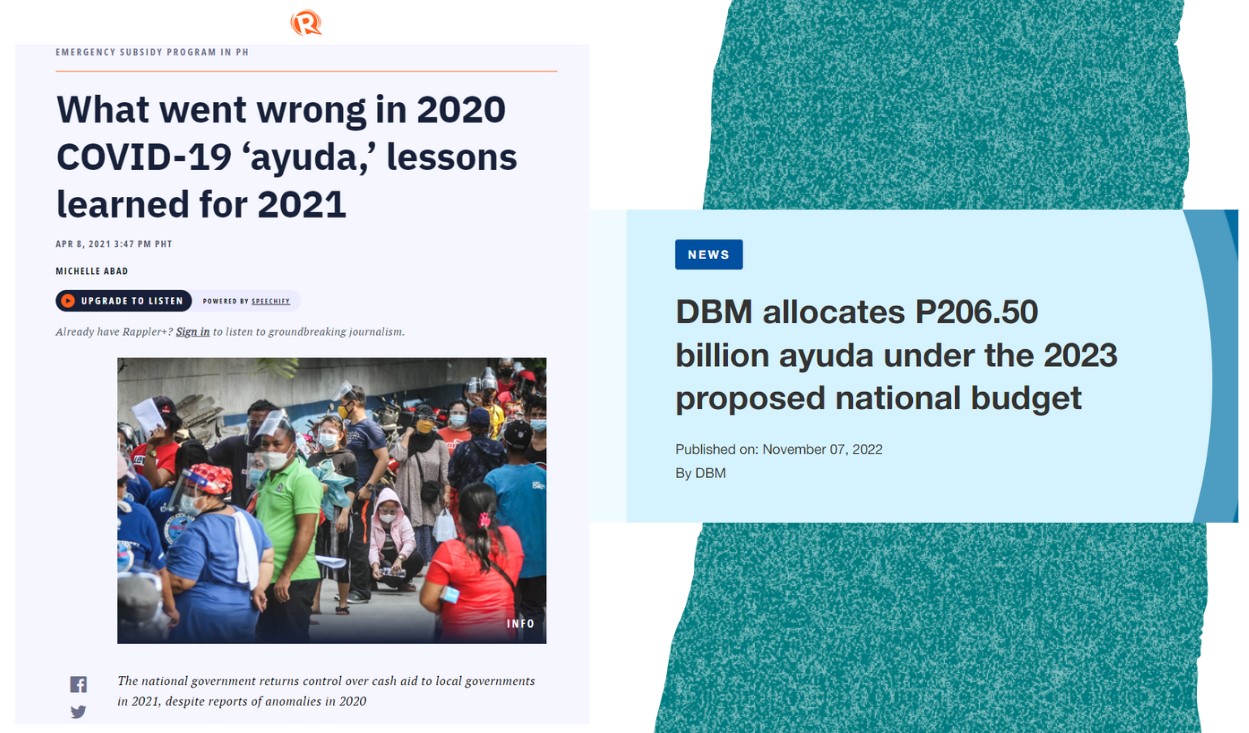 EMERGENCY SUBSIDY PROGRAM IN PH
What went wrong in 2020
COVID-19 ‘ayuda,’ lessons
learned for 2021
APR 8, 2021 3:47 PM PHT
MICHELLE ABAD
UPGRADE TO LISTEN
POWERED BY SPEECHIFY
Already have Rappler+? Sign in to listen to groundbreaking journalism.
INFO
The national government returns control over cash aid to local governments
in 2021, despite reports of anomalies in 2020
NEWS
DBM allocates P206.50
billion ayuda under the 2023
proposed national budget
Published on: November 07, 2022
By DBM